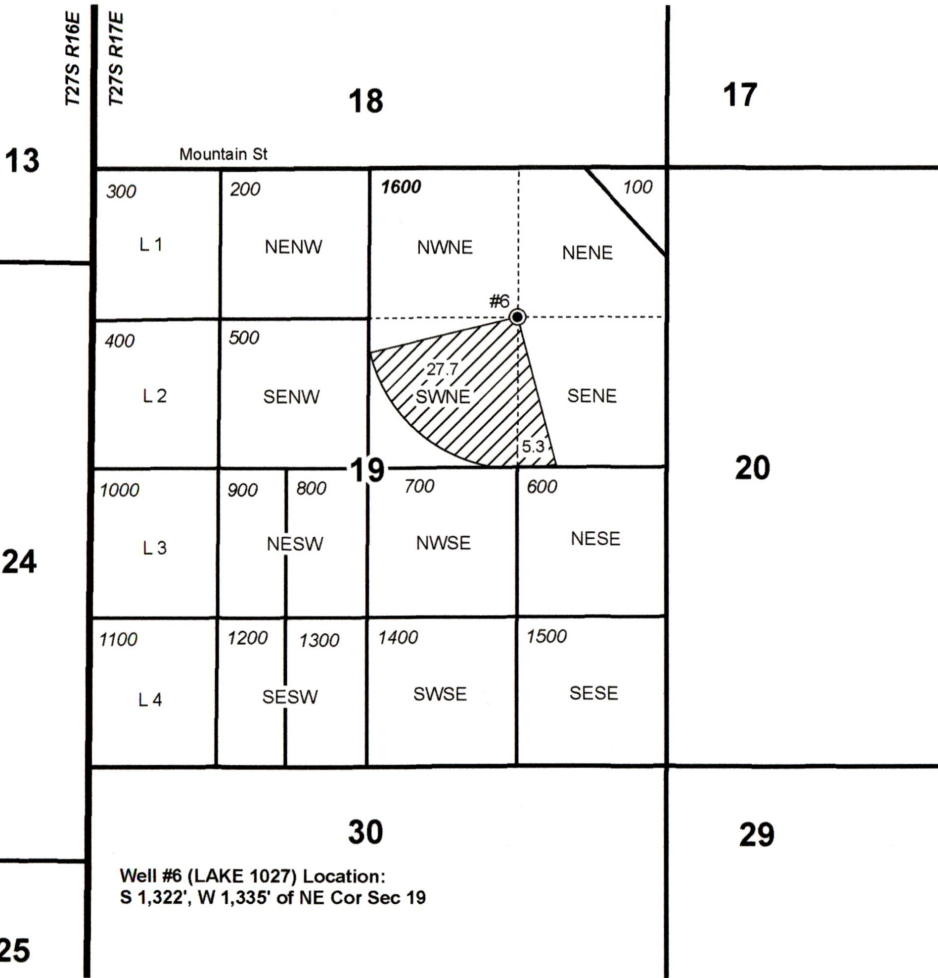 T27S R16E
T27S R17E
18
17
13
Mountain St
300
200
1600
100
L 1
NENW
NWNE
NENE
#6
400
500
27.7
L 2
SENW
SWNE
SENE
5.3
19
20
1000
900
800
700
600
L 3
NESW
NWSE
NESE
24
1100
1200
1300
1400
1500
L 4
SESW
SWSE
SESE
30
29
Well #6 (LAKE 1027) Location:
S 1,322', W 1,335' of NE Cor Sec 19
25